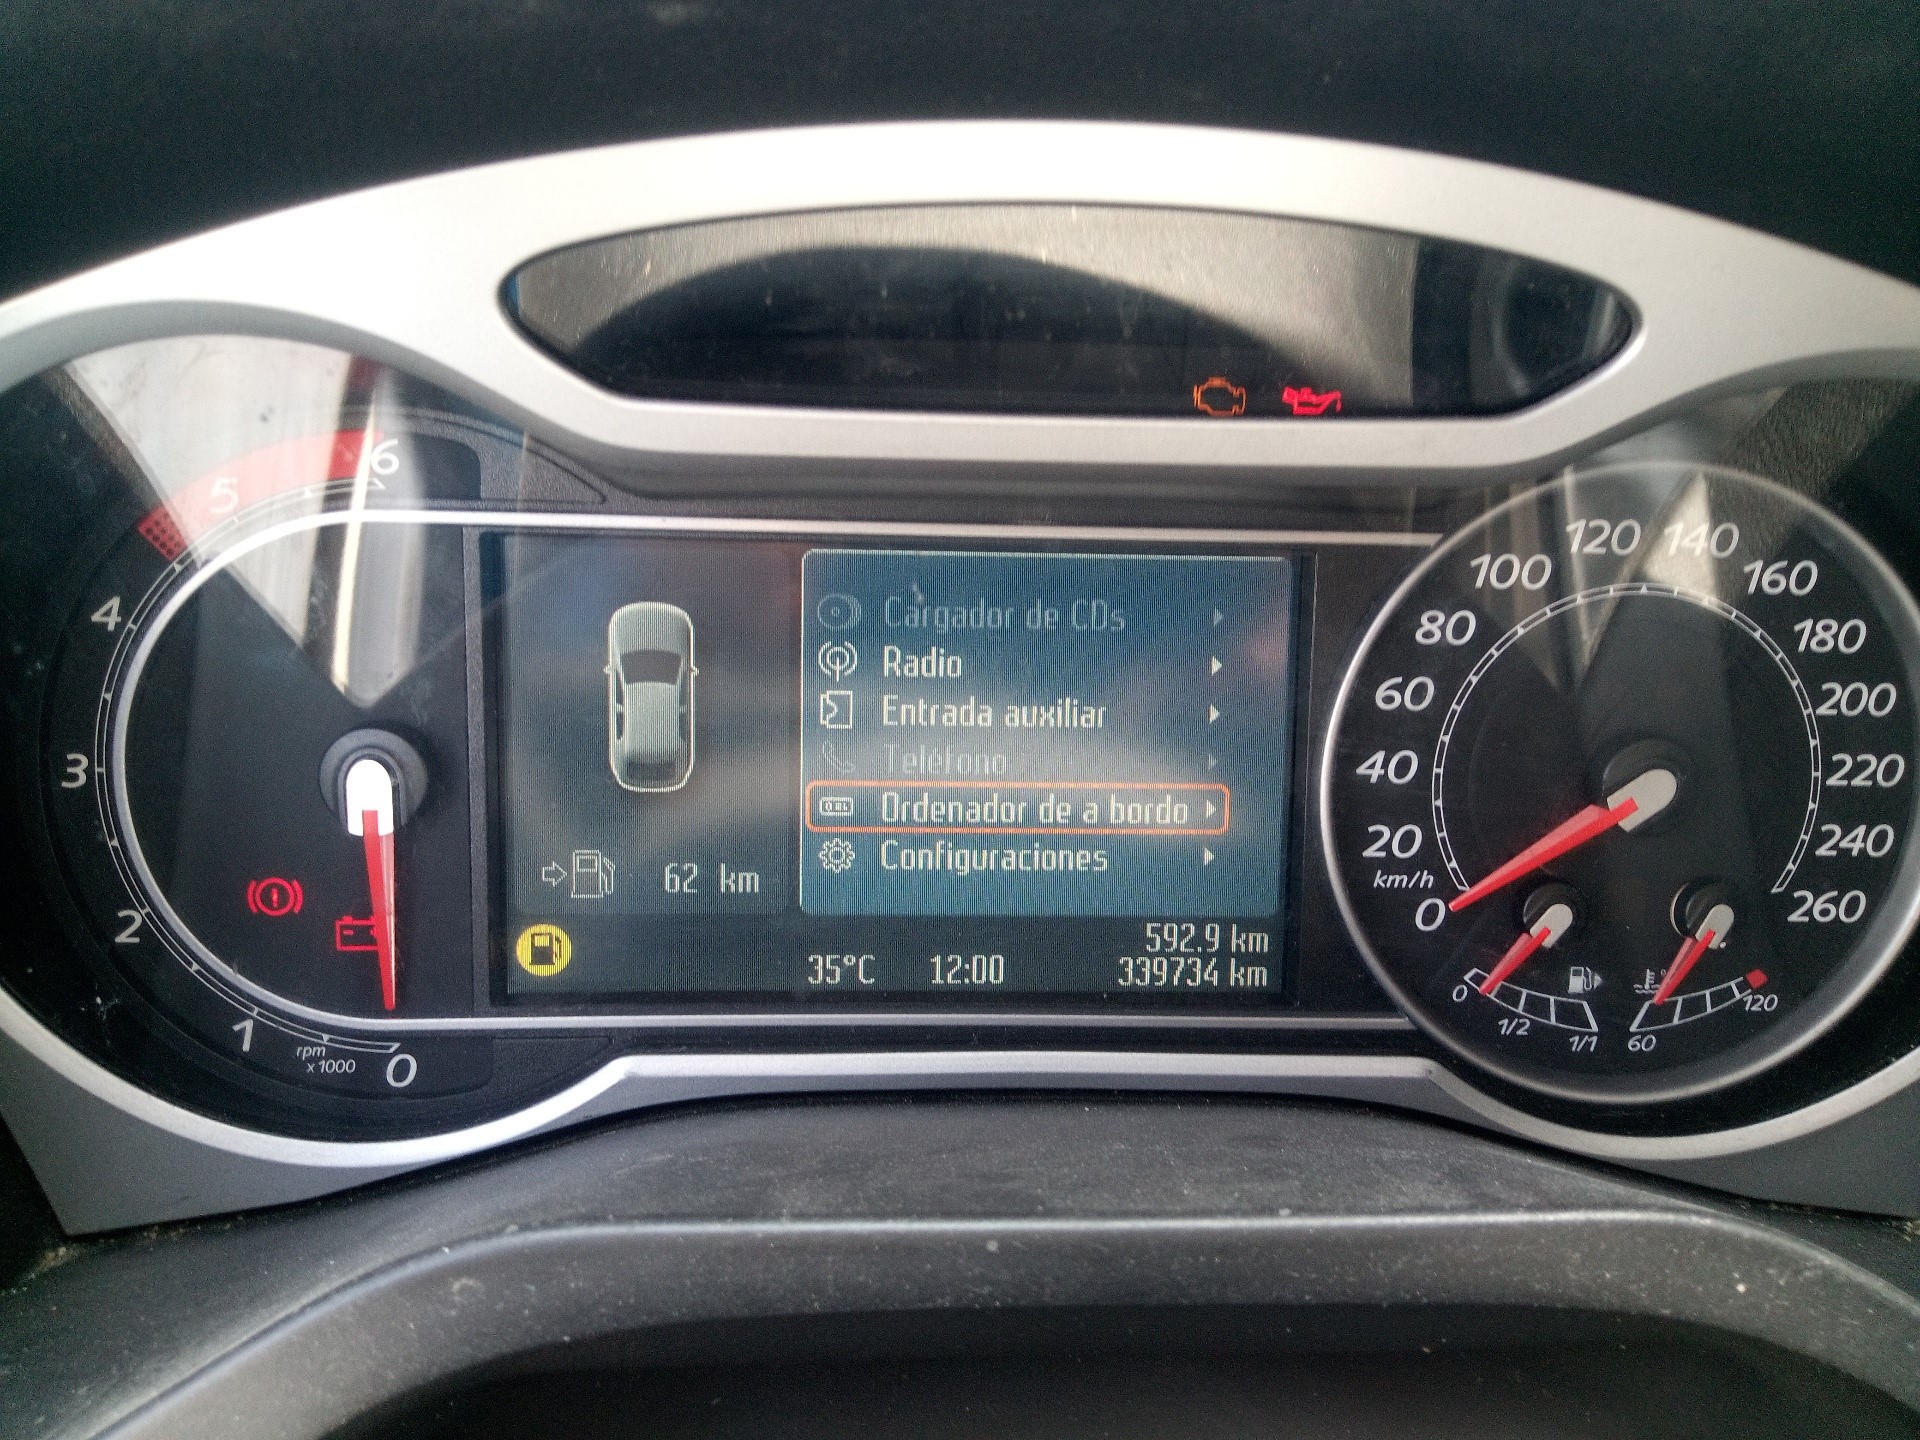 6
5
4
3
2
1
0
rpm
x 1000
Cargador de CDs
Radio
Entrada auxiliar
Teléfono
Ordenador de a bordo
Configuraciones
62 km
592.9 km
35°C 12:00 339734 km
0
20
40
60
80
100
120
140
160
180
200
220
240
260
km/h
0
1/2
1/1
60
120